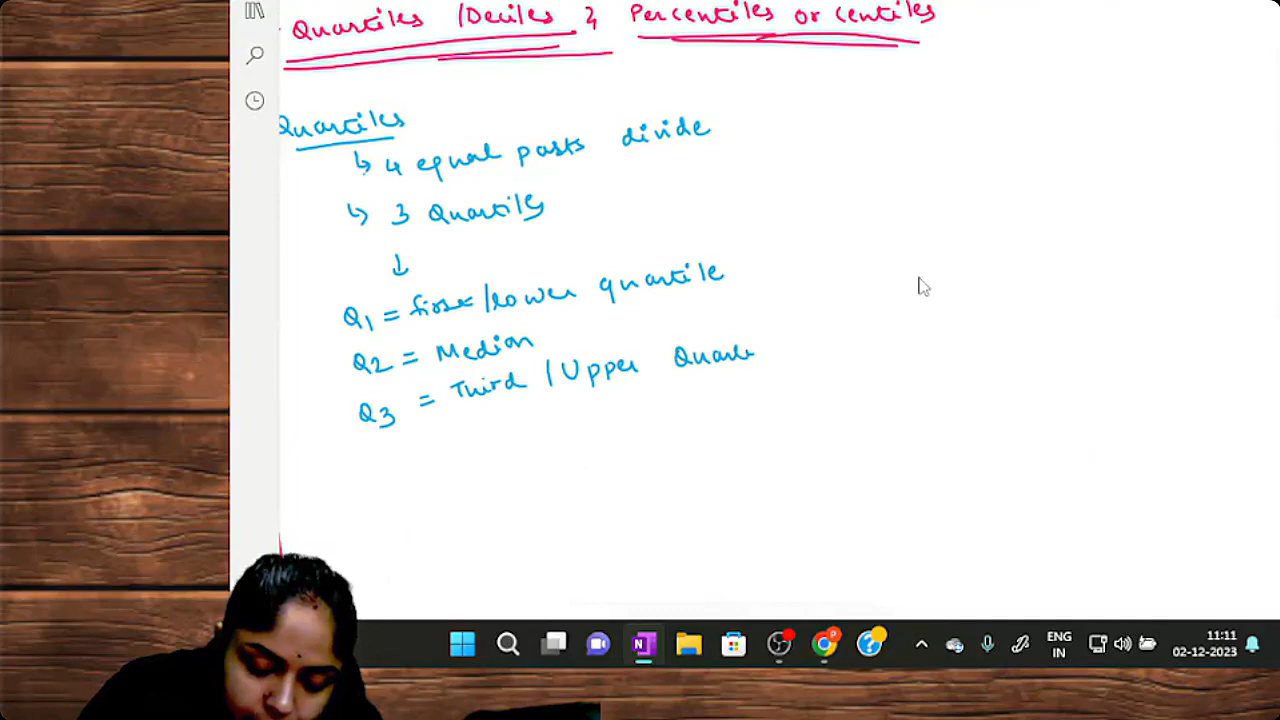 Quartiles /Deciles & Percentiles or centiles
Quartiles
↳ 4 equal parts divide
↳ 3 Quartiles
↓
Q1 = first/lower quartile
Q2 = Median
Q3 = Third / Upper Quart
ENG
IN
11:11
02-12-2023